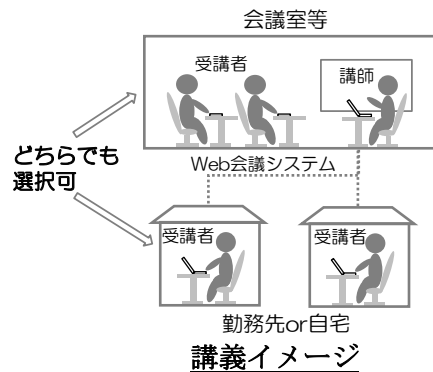 会議室等
受講者
講師
どちらでも
選択可
Web会議システム
受講者
受講者
勤務先or自宅
講義イメージ